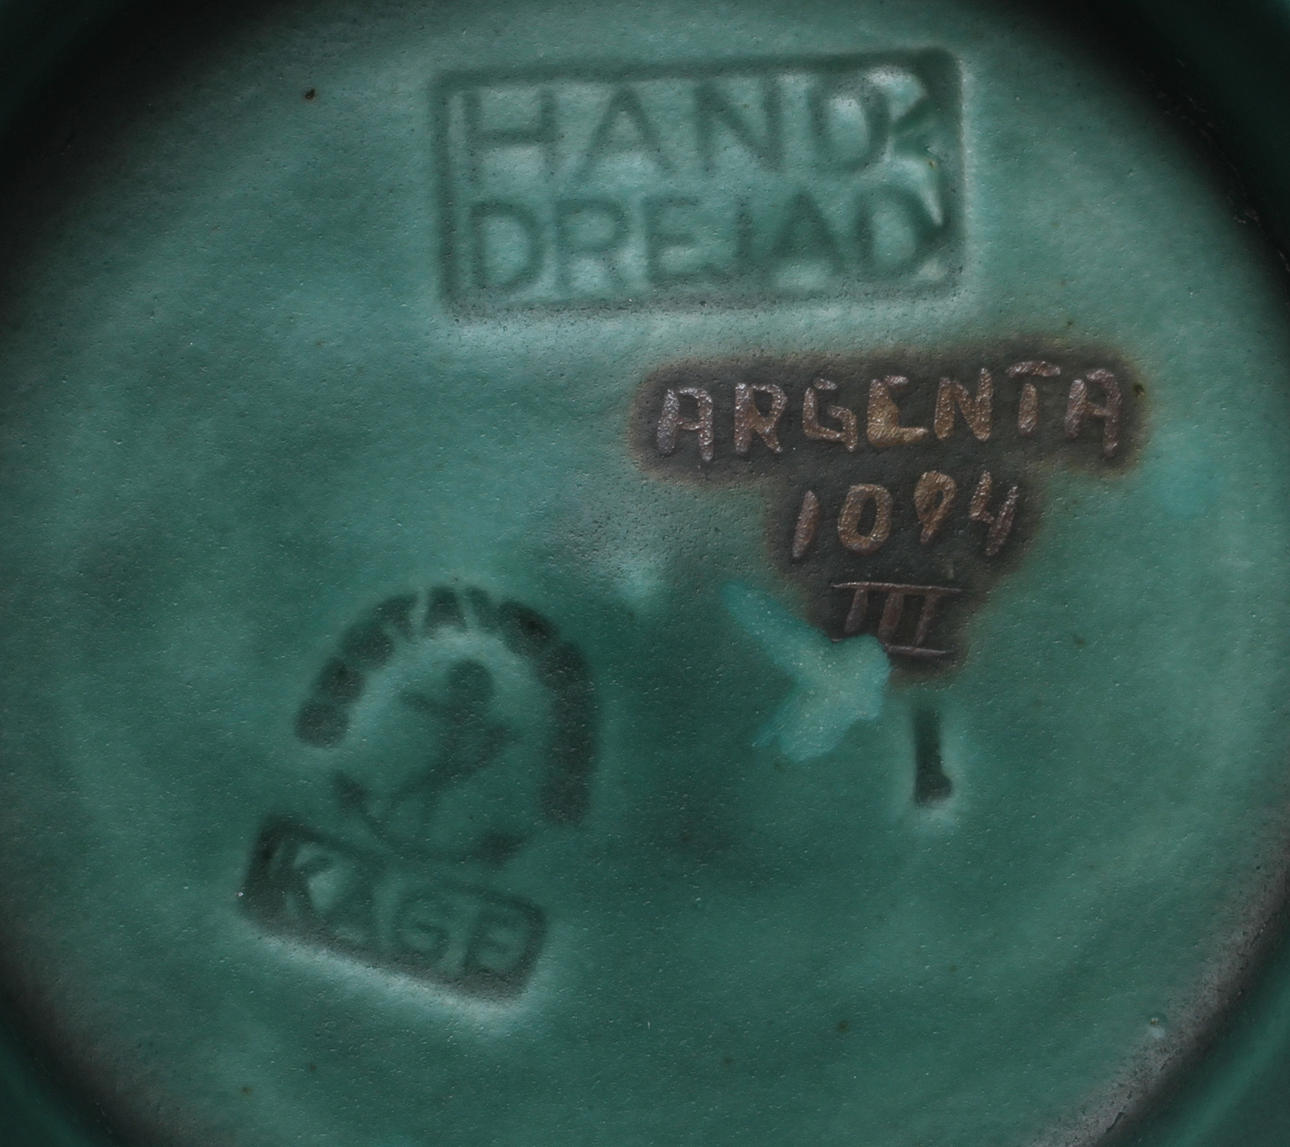 HAND
DREJAD
ARGENTA
1094
III
KAGE